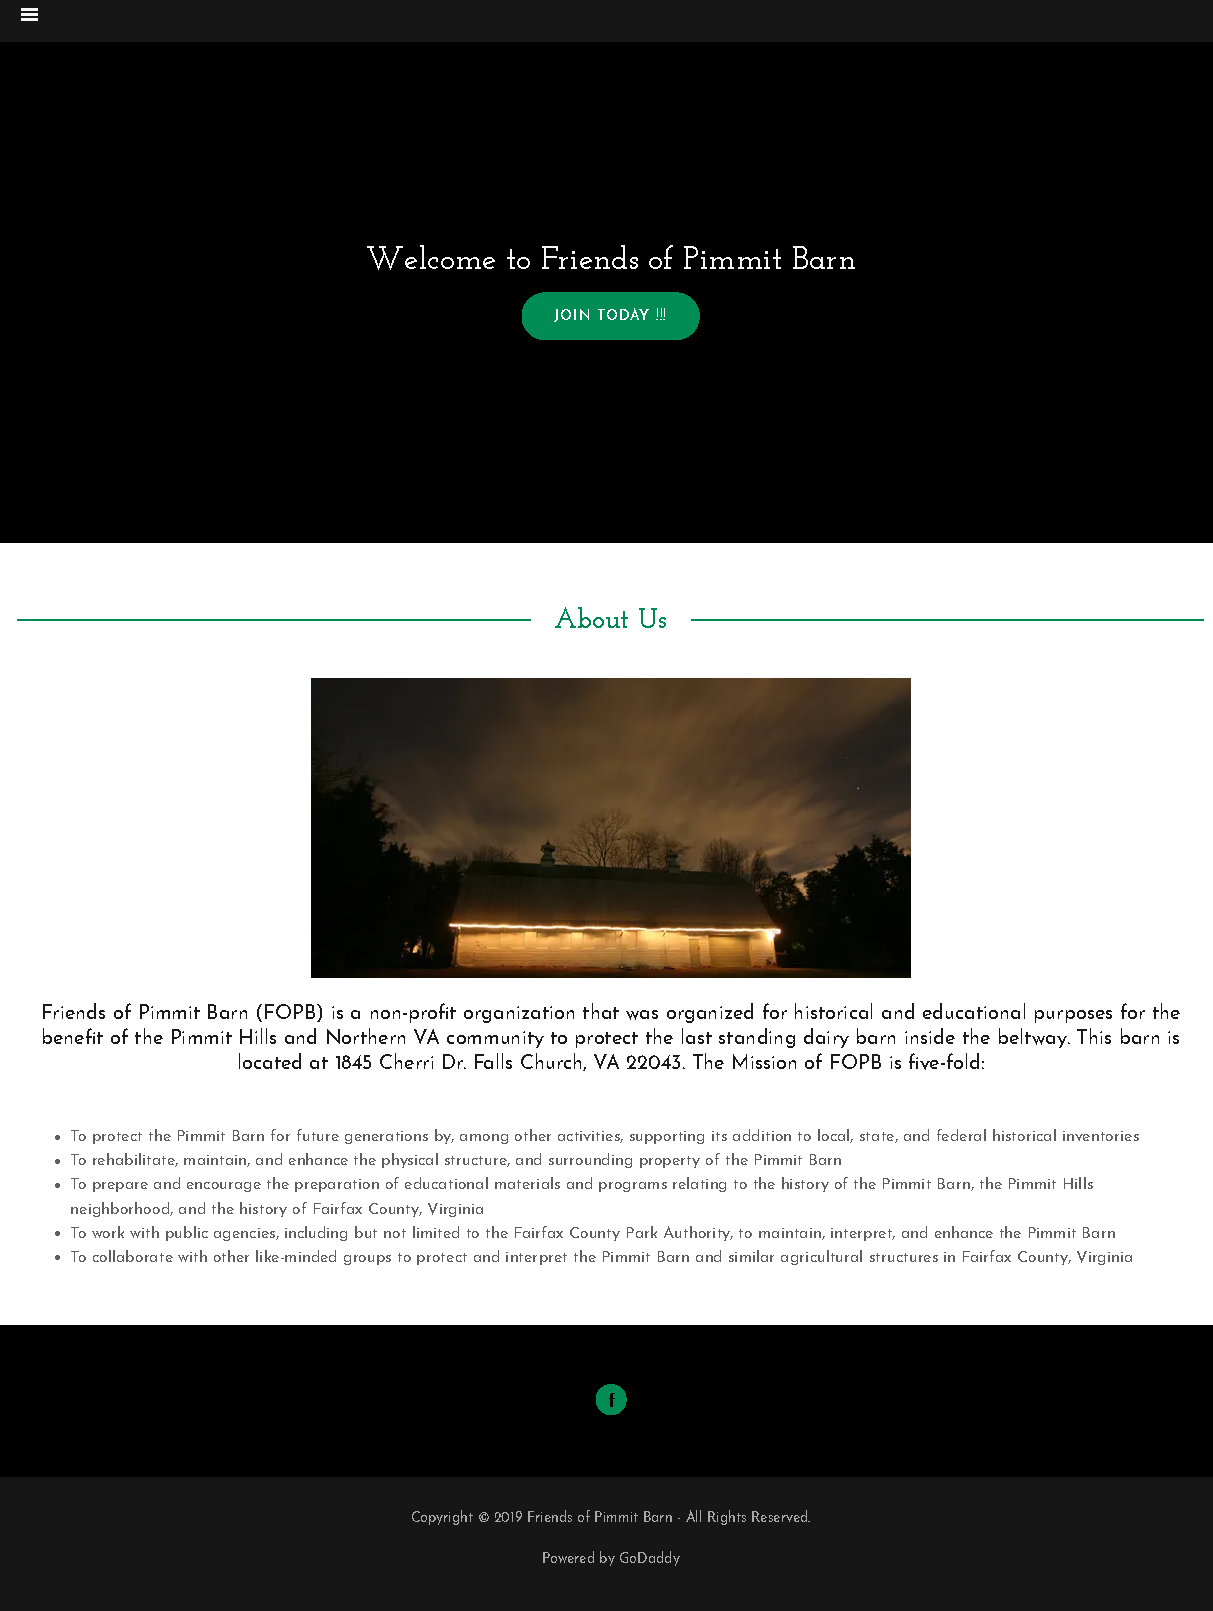 Welcome to Friends of Pimmit Barn
JOIN TODAY !!!
About Us
Friends of Pimmit Barn (FOPB) is a non-profit organization that was organized for historical and educational purposes for the
benefit of the Pimmit Hills and Northern VA community to protect the last standing dairy barn inside the beltway. This barn is
located at 1845 Cherri Dr. Falls Church, VA 22043. The Mission of FOPB is five-fold:
• To protect the Pimmit Barn for future generations by, among other activities, supporting its addition to local, state, and federal historical inventories
• To rehabilitate, maintain, and enhance the physical structure, and surrounding property of the Pimmit Barn
• To prepare and encourage the preparation of educational materials and programs relating to the history of the Pimmit Barn, the Pimmit Hills
neighborhood, and the history of Fairfax County, Virginia
• To work with public agencies, including but not limited to the Fairfax County Park Authority, to maintain, interpret, and enhance the Pimmit Barn
• To collaborate with other like-minded groups to protect and interpret the Pimmit Barn and similar agricultural structures in Fairfax County, Virginia
f
Copyright © 2019 Friends of Pimmit Barn - All Rights Reserved.
Powered by GoDaddy